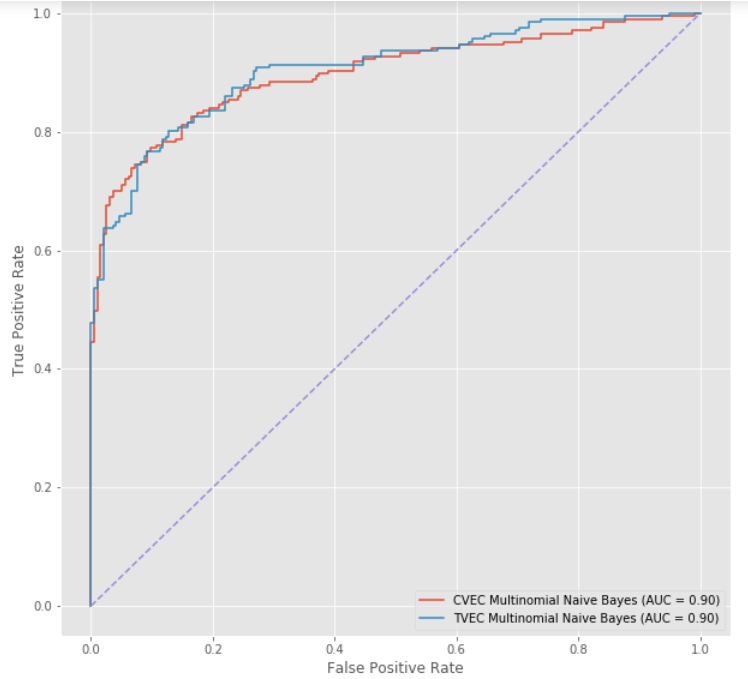 1.0
0.8
0.6
0.4
0.2
0.0
True Positive Rate
CVEC Multinomial Naive Bayes (AUC = 0.90)
TVEC Multinomial Naive Bayes (AUC = 0.90)
0.0 0.2 0.4 0.6 0.8 1.0
False Positive Rate